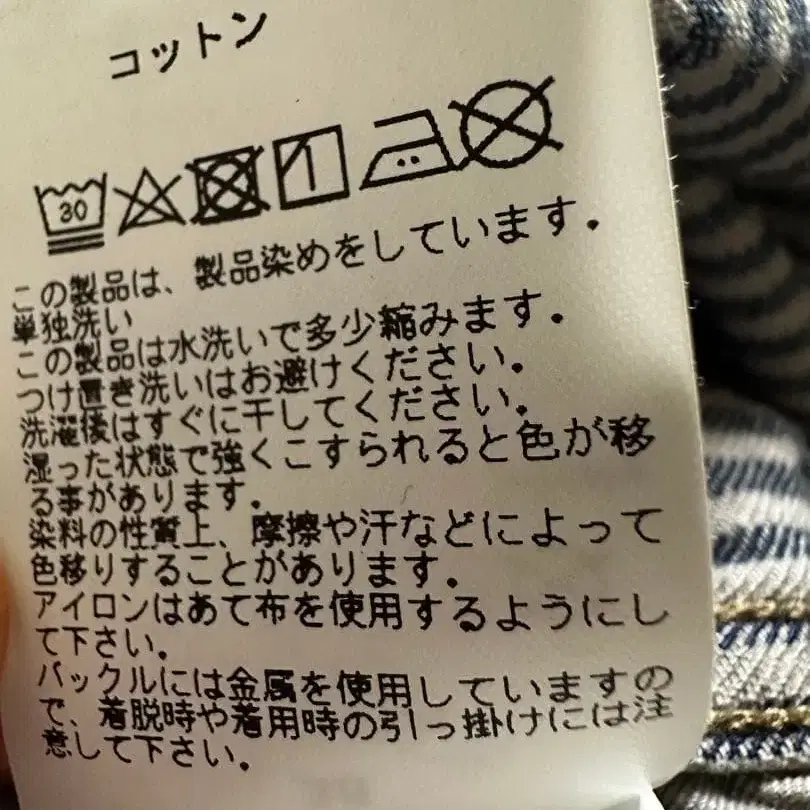 コットン
30
この製品は、製品染めをしています.
単独洗い
この製品は水洗いで多少縮みます.
つけ置き洗いはお避けください.
洗濯後はすぐに干してください.
湿った状態で強くこすられると色が移
る事があります.
染料の性質上、摩擦や汗などによって
色移りすることがあります.
アイロンはあて布を使用するようにし
て下さい.
バックルには金属を使用していますの
で、着脱時や着用時の引っ掛けには注
意して下さい.